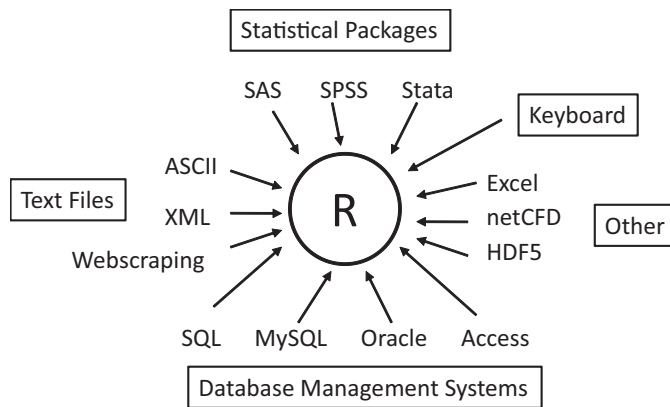 Statistical Packages
SAS SPSS Stata
Keyboard
ASCII
Text Files
XML
Webscraping
R
Excel
netCFD
HDF5
Other
SQL MySQL Oracle Access
Database Management Systems